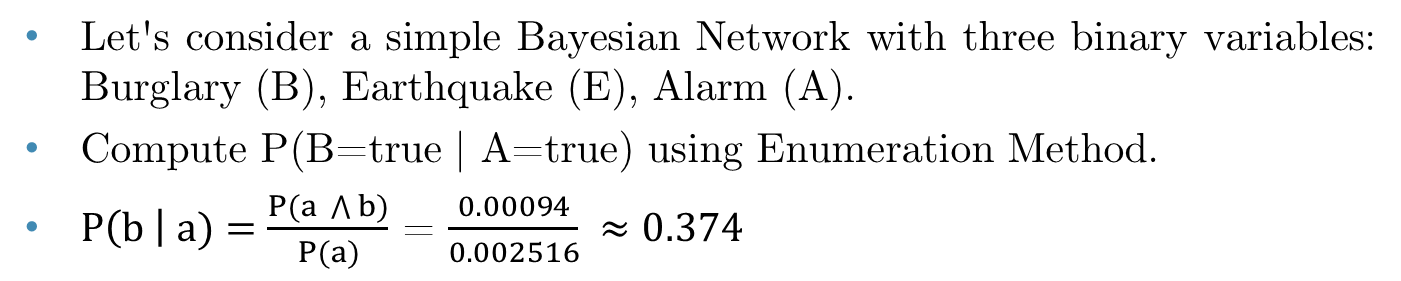 • Let's consider a simple Bayesian Network with three binary variables:
Burglary (B), Earthquake (E), Alarm (A).
• Compute P(B=true | A=true) using Enumeration Method.
• P(b | a) = P(a ∧ b) / P(a) = 0.00094 / 0.002516 ≈ 0.374